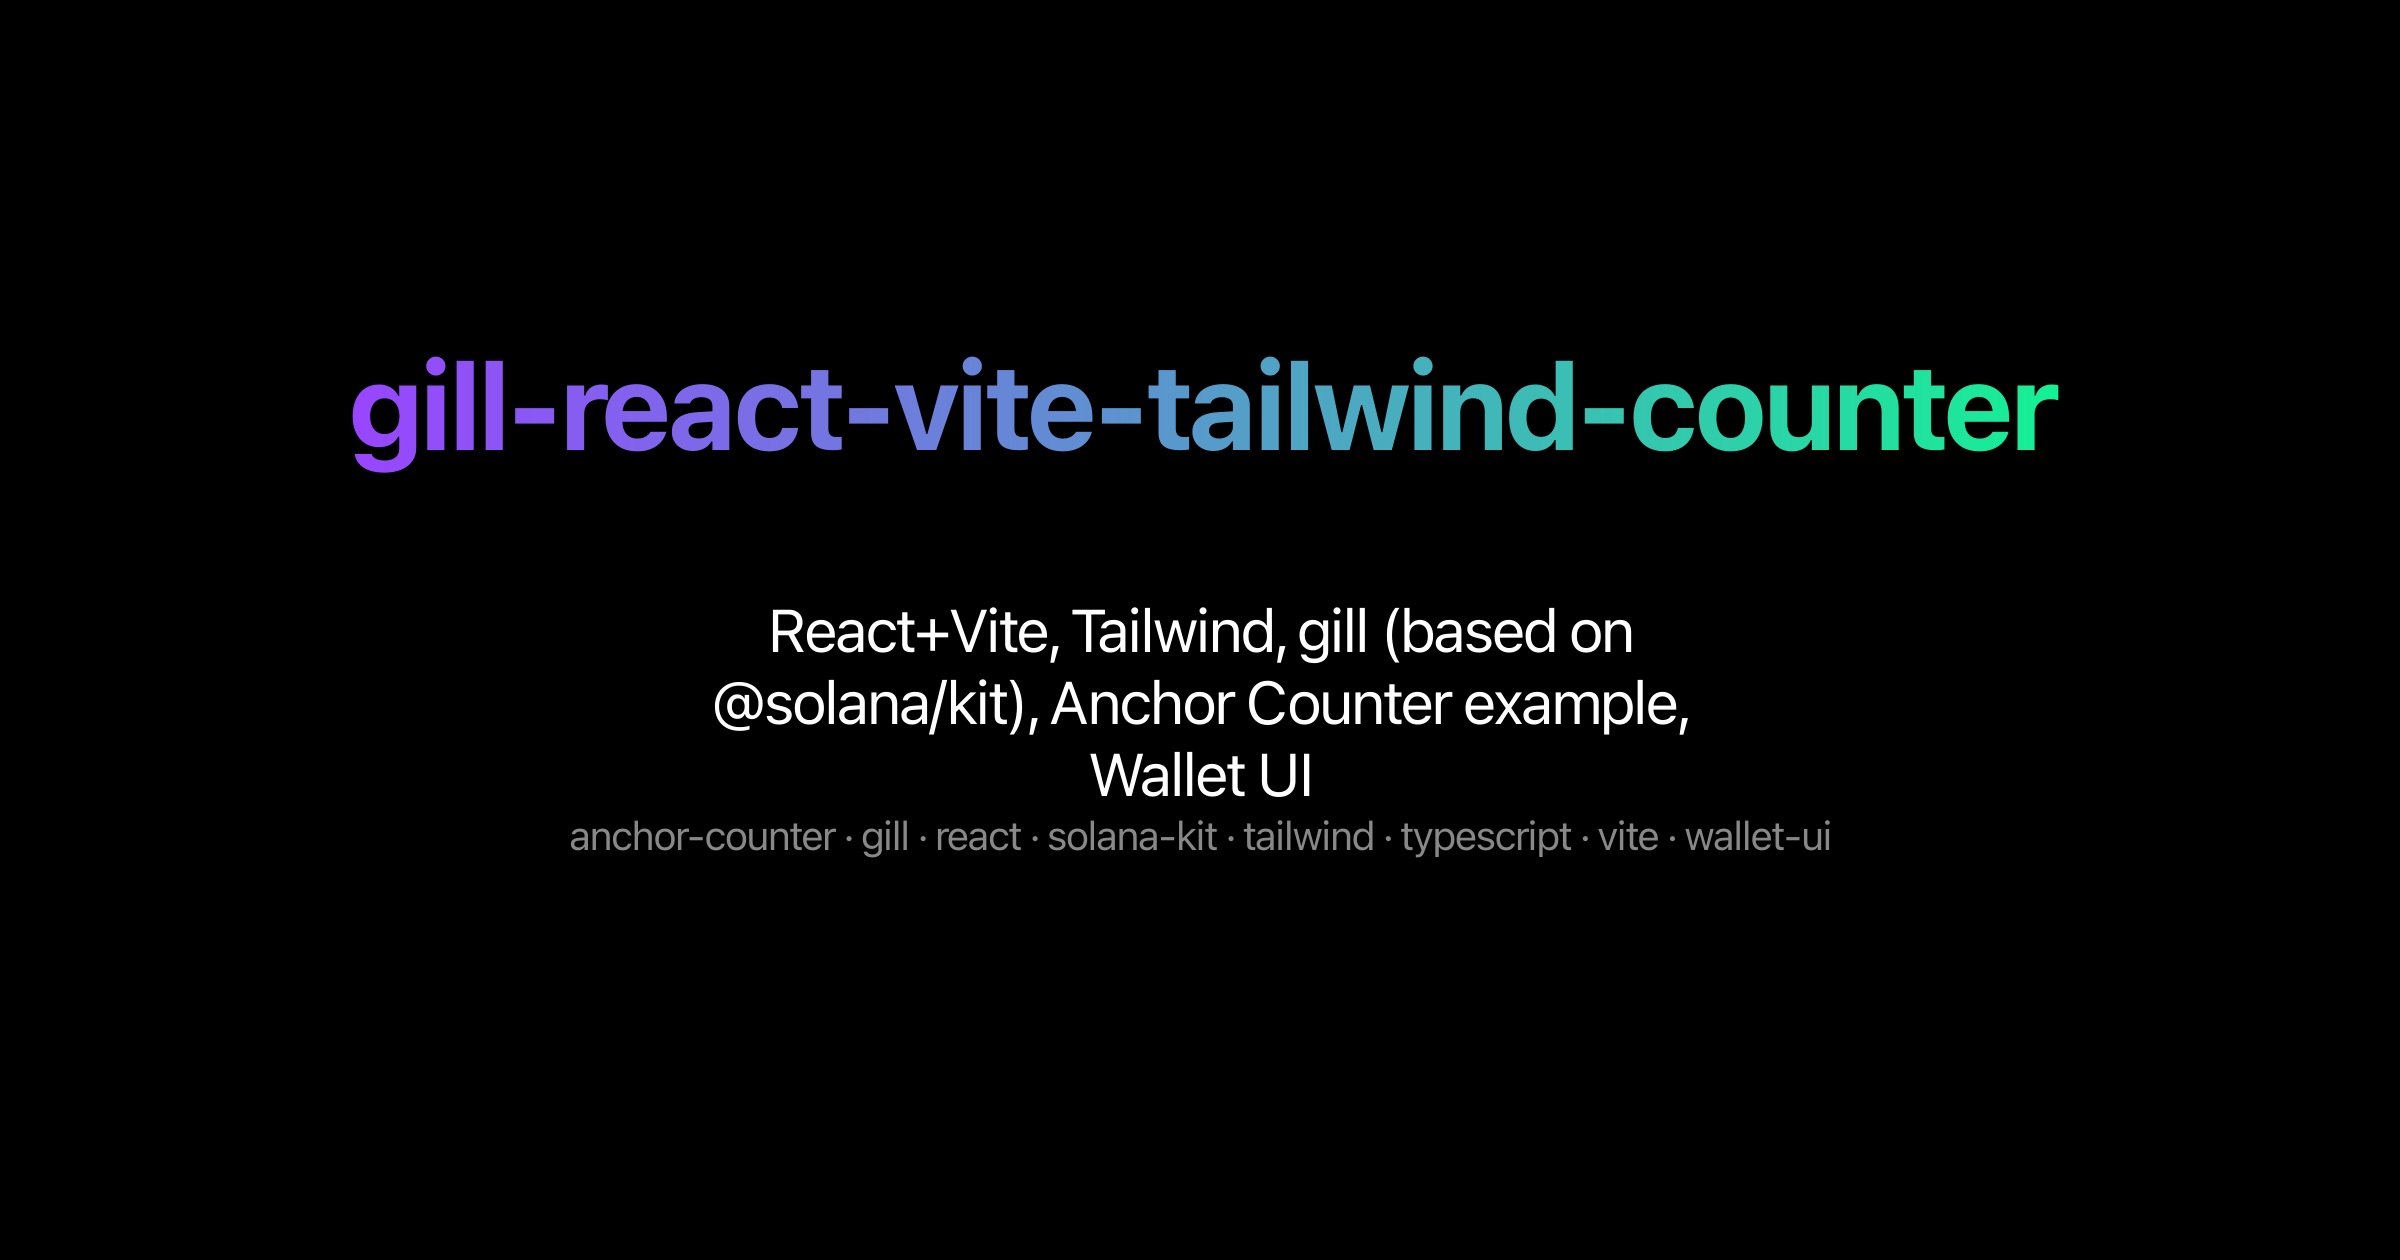 gill-react-vite-tailwind-counter
React+Vite, Tailwind, gill (based on
@solana/kit), Anchor Counter example,
Wallet UI
anchor-counter · gill · react · solana-kit · tailwind · typescript · vite · wallet-ui